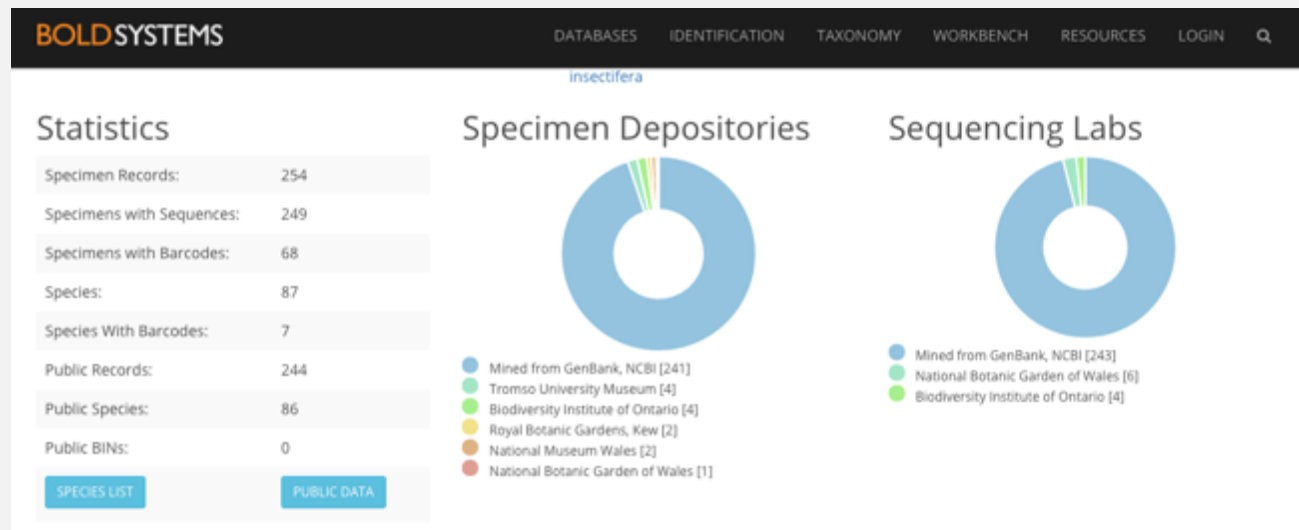 BOLDSYSTEMS
DATABASES IDENTIFICATION TAXONOMY WORKBENCH RESOURCES LOGIN
insectifera
Statistics
Specimen Records: 254
Specimens with Sequences: 249
Specimens with Barcodes: 68
Species: 87
Species With Barcodes: 7
Public Records: 244
Public Species: 86
Public BINs: 0
SPECIES LIST PUBLIC DATA
Specimen Depositories
Mined from GenBank, NCBI [241]
Tromso University Museum [4]
Biodiversity Institute of Ontario [4]
Royal Botanic Gardens, Kew [2]
National Museum Wales [2]
National Botanic Garden of Wales [1]
Sequencing Labs
Mined from GenBank, NCBI [243]
National Botanic Garden of Wales [6]
Biodiversity Institute of Ontario [4]